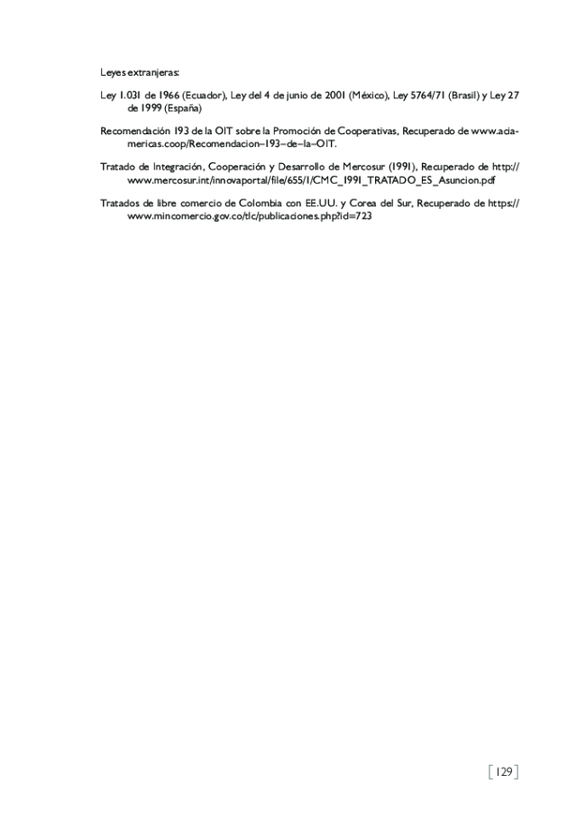 Leyes extranjeras:
Ley 1.031 de 1966 (Ecuador), Ley del 4 de junio de 2001 (México), Ley 5764/71 (Brasil) y Ley 27
de 1999 (España)
Recomendación 193 de la OIT sobre la Promoción de Cooperativas, Recuperado de www.acia-
mericas.coop/Recomendacion–193–de–la–OIT.
Tratado de Integración, Cooperación y Desarrollo de Mercosur (1991), Recuperado de http://
www.mercosur.int/innovaportal/file/655/1/CMC_1991_TRATADO_ES_Asuncion.pdf
Tratados de libre comercio de Colombia con EE.UU. y Corea del Sur, Recuperado de https://
www.mincomercio.gov.co/tlc/publicaciones.php?id=723
[129]